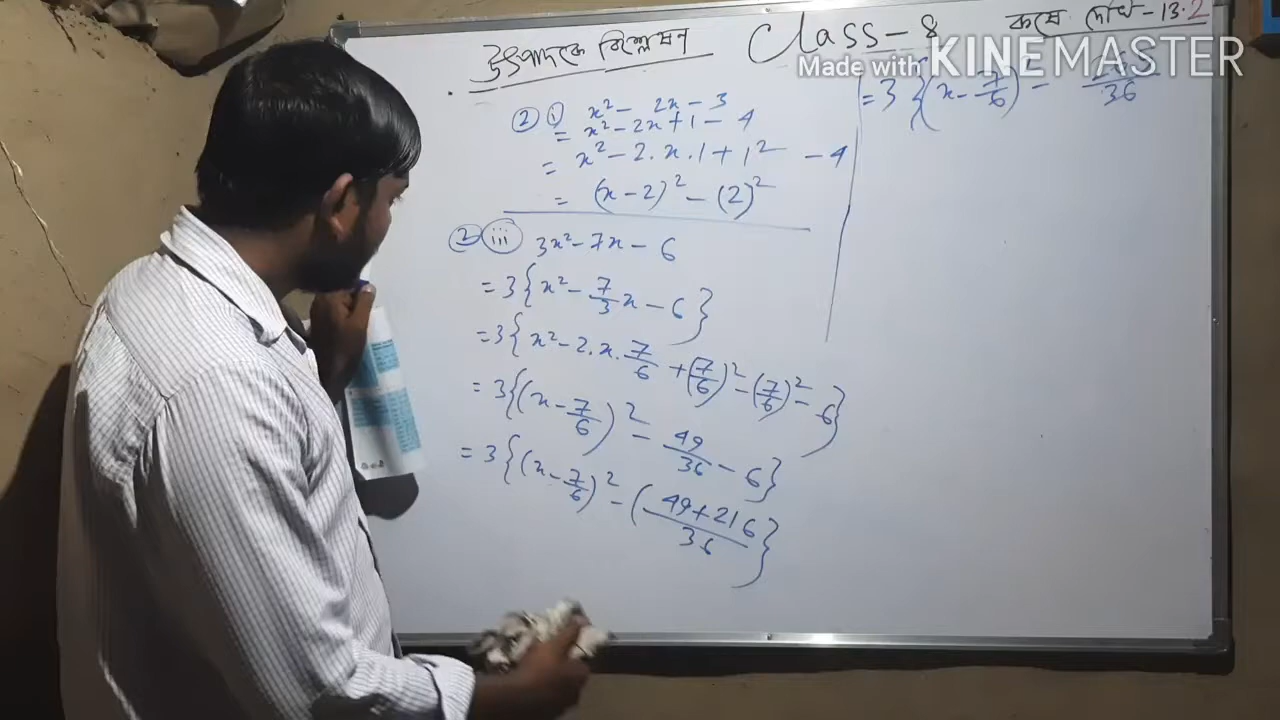 উৎপাদকে বিশ্লেষণ Class-8 কষে দেখি-13.2
Made with KINEMASTER
② ⓘ x² - 2x - 3
= x² - 2x + 1 - 4
= x² - 2.x.1 + 1² - 4
= (x - 2)² - (2)²
② ⓘⓘⓘ 3x² - 7x - 6
= 3{x² - 7/3 x - 6}
= 3{x² - 2.x. 7/6 + (7/6)² - (7/6)² - 6}
= 3{(x - 7/6)² - 49/36 - 6}
= 3{(x - 7/6)² - (49+216/36}
= 3{(x - 7/6)² - /36